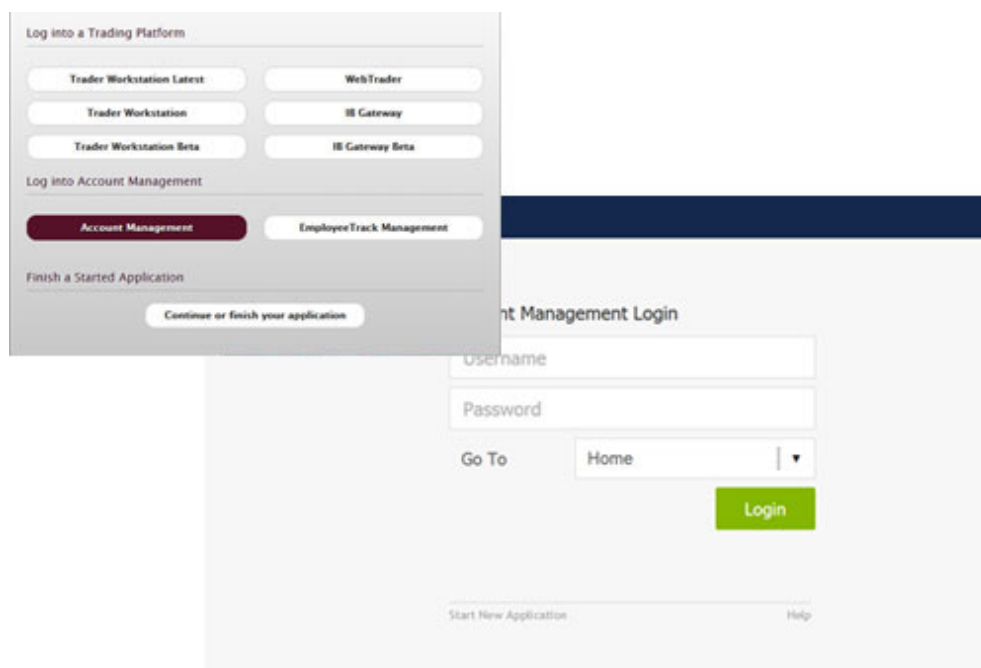 Log into a Trading Platform
Trader Workstation Latest WebTrader
Trader Workstation IB Gateway
Trader Workstation Beta IB Gateway Beta
Log into Account Management
Account Management EmployeeTrack Management
Finish a Started Application
Continue or finish your application
nt Management Login
Username
Password
Go To Home
Login
Start New Application Help